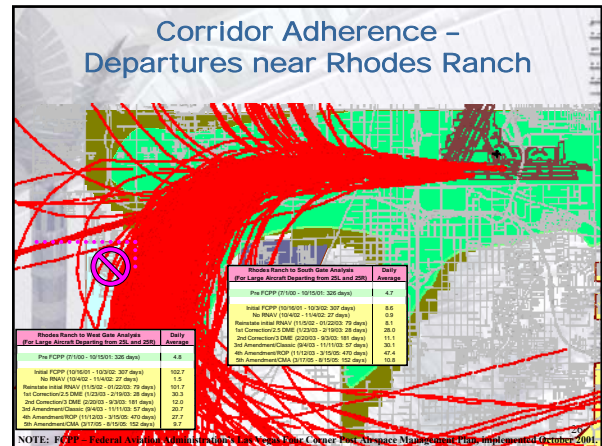 Corridor Adherence –
Departures near Rhodes Ranch
Rhodes Ranch to South Gate Analysis
(For Large Aircraft Departing from 25L and 25R)
Daily
Average
Pre FCPP (7/1/00 - 10/15/01: 326 days) 4.7
Initial FCPP (10/16/01 - 10/3/02: 307 days) 8.6
No RNAV (10/4/02 - 11/4/02: 27 days) 0.9
Reinstate initial RNAV (11/5/02 - 01/22/03: 79 days) 8.1
1st Correction/2.5 DME (1/23/03 - 2/19/03: 28 days) 28.0
2nd Correction/3 DME (2/20/03 - 9/3/03: 181 days) 11.1
3rd Amendment/Classic (9/4/03 - 11/11/03: 57 days) 30.1
4th Amendment/ROP (11/12/03 - 3/15/05: 470 days) 47.4
5th Amendment/CMA (3/17/05 - 8/15/05: 152 days) 10.8
Rhodes Ranch to West Gate Analysis
(For Large Aircraft Departing from 25L and 25R)
Daily
Average
Pre FCPP (7/1/00 - 10/15/01: 326 days) 4.8
Initial FCPP (10/16/01 - 10/3/02: 307 days) 102.7
No RNAV (10/4/02 - 11/4/02: 27 days) 1.5
Reinstate initial RNAV (11/5/02 - 01/22/03: 79 days) 101.7
1st Correction/2.5 DME (1/23/03 - 2/19/03: 28 days) 30.3
2nd Correction/3 DME (2/20/03 - 9/3/03: 181 days) 12.0
3rd Amendment/Classic (9/4/03 - 11/11/03: 57 days) 20.7
4th Amendment/ROP (11/12/03 - 3/15/05: 470 days) 27.7
5th Amendment/CMA (3/17/05 - 8/15/05: 152 days) 9.7
NOTE: FCPP – Federal Aviation Administration's Las Vegas Four Corner Post Airspace Management Plan, implemented October 2001.